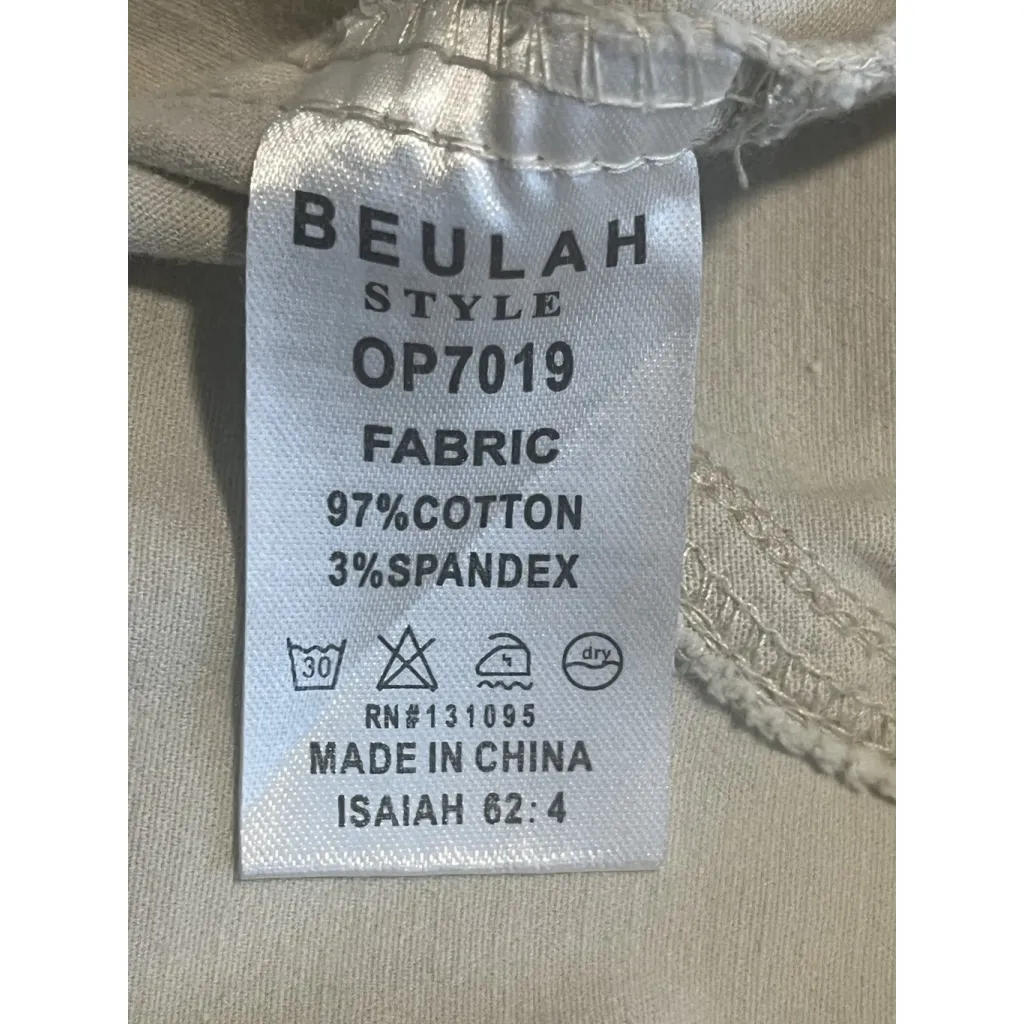 BEULAH
STYLE
OP7019
FABRIC
97%COTTON
3%SPANDEX
30 dry
RN#131095
MADE IN CHINA
ISAIAH 62:4